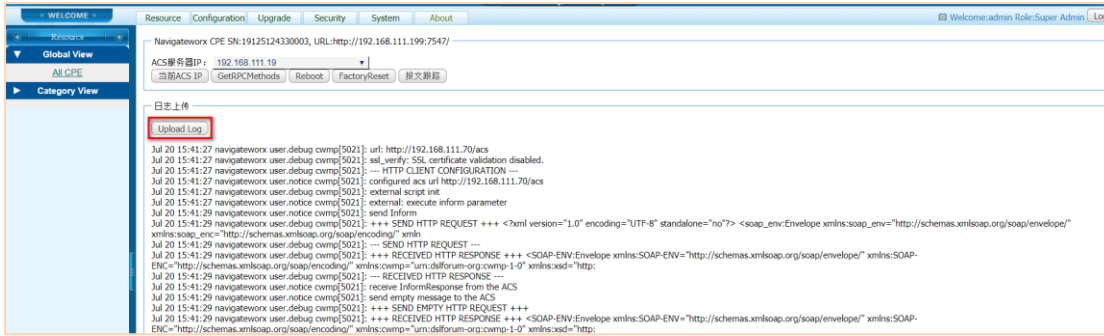 WELCOME
Resource Configuration Upgrade Security System About
Welcome:admin Role:Super Admin
Resource
Global View
All CPE
Category View
Navigateworx CPE SN:19125124330003, URL:http://192.168.111.199:7547/
ACS服务器IP: 192.168.111.19
当前ACS IP GetRPCMethods Reboot FactoryReset 报文跟踪
日志上传
Upload Log
Jul 20 15:41:27 navigateworx user.debug cwmp[5021]: url: http://192.168.111.70/acs
Jul 20 15:41:27 navigateworx user.debug cwmp[5021]: ssl_verify: SSL certificate validation disabled.
Jul 20 15:41:27 navigateworx user.debug cwmp[5021]: --- HTTP CLIENT CONFIGURATION ---
Jul 20 15:41:27 navigateworx user.notice cwmp[5021]: configured acs url http://192.168.111.70/acs
Jul 20 15:41:27 navigateworx user.notice cwmp[5021]: external script init
Jul 20 15:41:27 navigateworx user.notice cwmp[5021]: external: execute inform parameter
Jul 20 15:41:29 navigateworx user.notice cwmp[5021]: send Inform
Jul 20 15:41:29 navigateworx user.debug cwmp[5021]: +++ SEND HTTP REQUEST +++ <?xml version="1.0" encoding="UTF-8" standalone="no"?> <soap_env:Envelope xmlns:soap_env="http://schemas.xmlsoap.org/soap/envelope/"
xmlns:soap_enc="http://schemas.xmlsoap.org/soap/encoding/" xmln
Jul 20 15:41:29 navigateworx user.debug cwmp[5021]: --- SEND HTTP REQUEST ---
Jul 20 15:41:29 navigateworx user.debug cwmp[5021]: +++ RECEIVED HTTP RESPONSE +++ <SOAP-ENV:Envelope xmlns:SOAP-ENV="http://schemas.xmlsoap.org/soap/envelope/" xmlns:SOAP-
ENC="http://schemas.xmlsoap.org/soap/encoding/" xmlns:cwmp="urn:dslforum-org:cwmp-1-0" xmlns:xsd="http:
Jul 20 15:41:29 navigateworx user.debug cwmp[5021]: --- RECEIVED HTTP RESPONSE ---
Jul 20 15:41:29 navigateworx user.notice cwmp[5021]: receive InformResponse from the ACS
Jul 20 15:41:29 navigateworx user.notice cwmp[5021]: send empty message to the ACS
Jul 20 15:41:29 navigateworx user.debug cwmp[5021]: +++ SEND EMPTY HTTP REQUEST +++
Jul 20 15:41:29 navigateworx user.debug cwmp[5021]: +++ RECEIVED HTTP RESPONSE +++ <SOAP-ENV:Envelope xmlns:SOAP-ENV="http://schemas.xmlsoap.org/soap/envelope/" xmlns:SOAP-
ENC="http://schemas.xmlsoap.org/soap/encoding/" xmlns:cwmp="urn:dslforum-org:cwmp-1-0" xmlns:xsd="http: